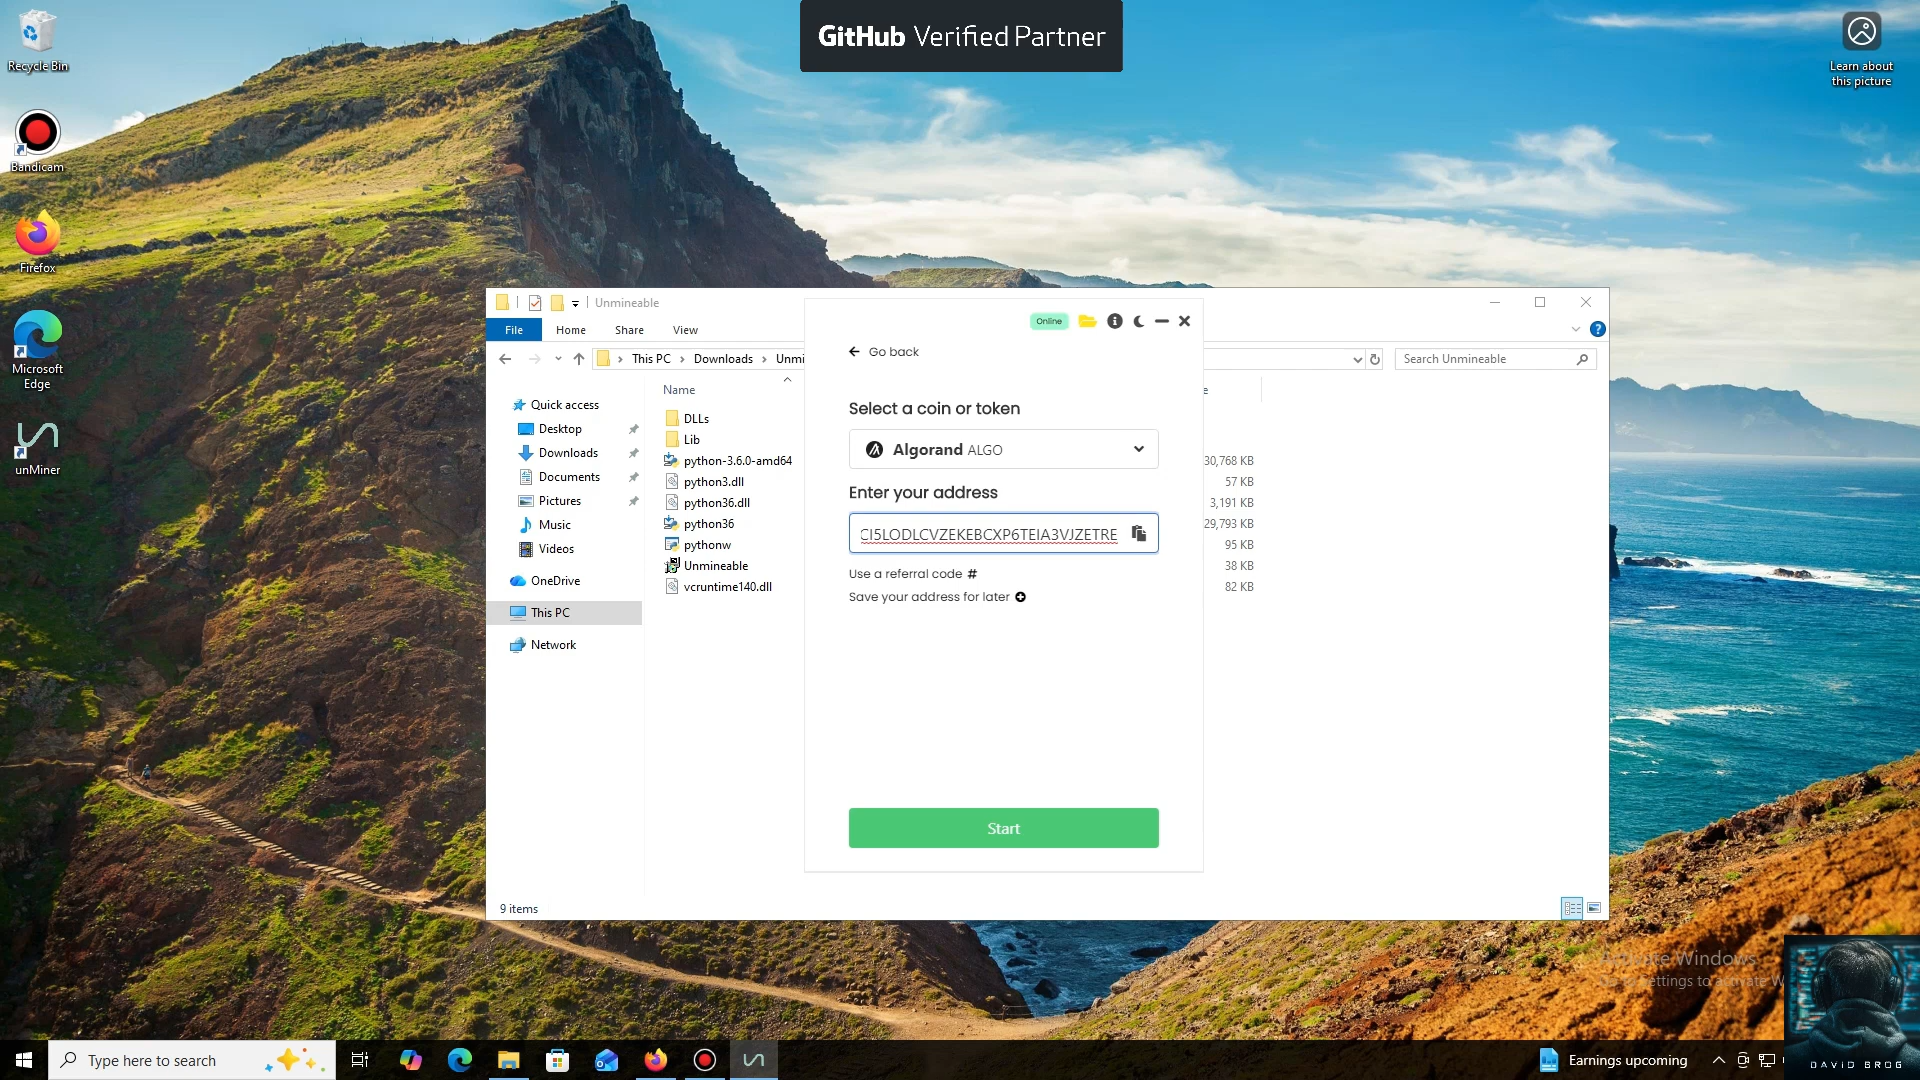 GitHub Verified Partner
Recycle Bin
Learn about
this picture
Bandicam
Firefox
Microsoft
Edge
unMiner
Unmineable
File Home Share View
This PC Downloads Unmi
Search Unmineable
Name
Quick access
Desktop
Downloads
Documents
Pictures
Music
Videos
OneDrive
This PC
Network
DLLs
Lib
python-3.6.0-amd64
30,768 KB
python3.dll
57 KB
python36.dll
3,191 KB
python36
29,793 KB
pythonw
95 KB
Unmineable
38 KB
vcruntime140.dll
82 KB
9 items
Online
Go back
Select a coin or token
Algorand ALGO
Enter your address
CI5LODLCVZEKEBCXP6TEIA3VJZETRE
Use a referral code #
Save your address for later
Start
Type here to search
Earnings upcoming
DAVID BROG